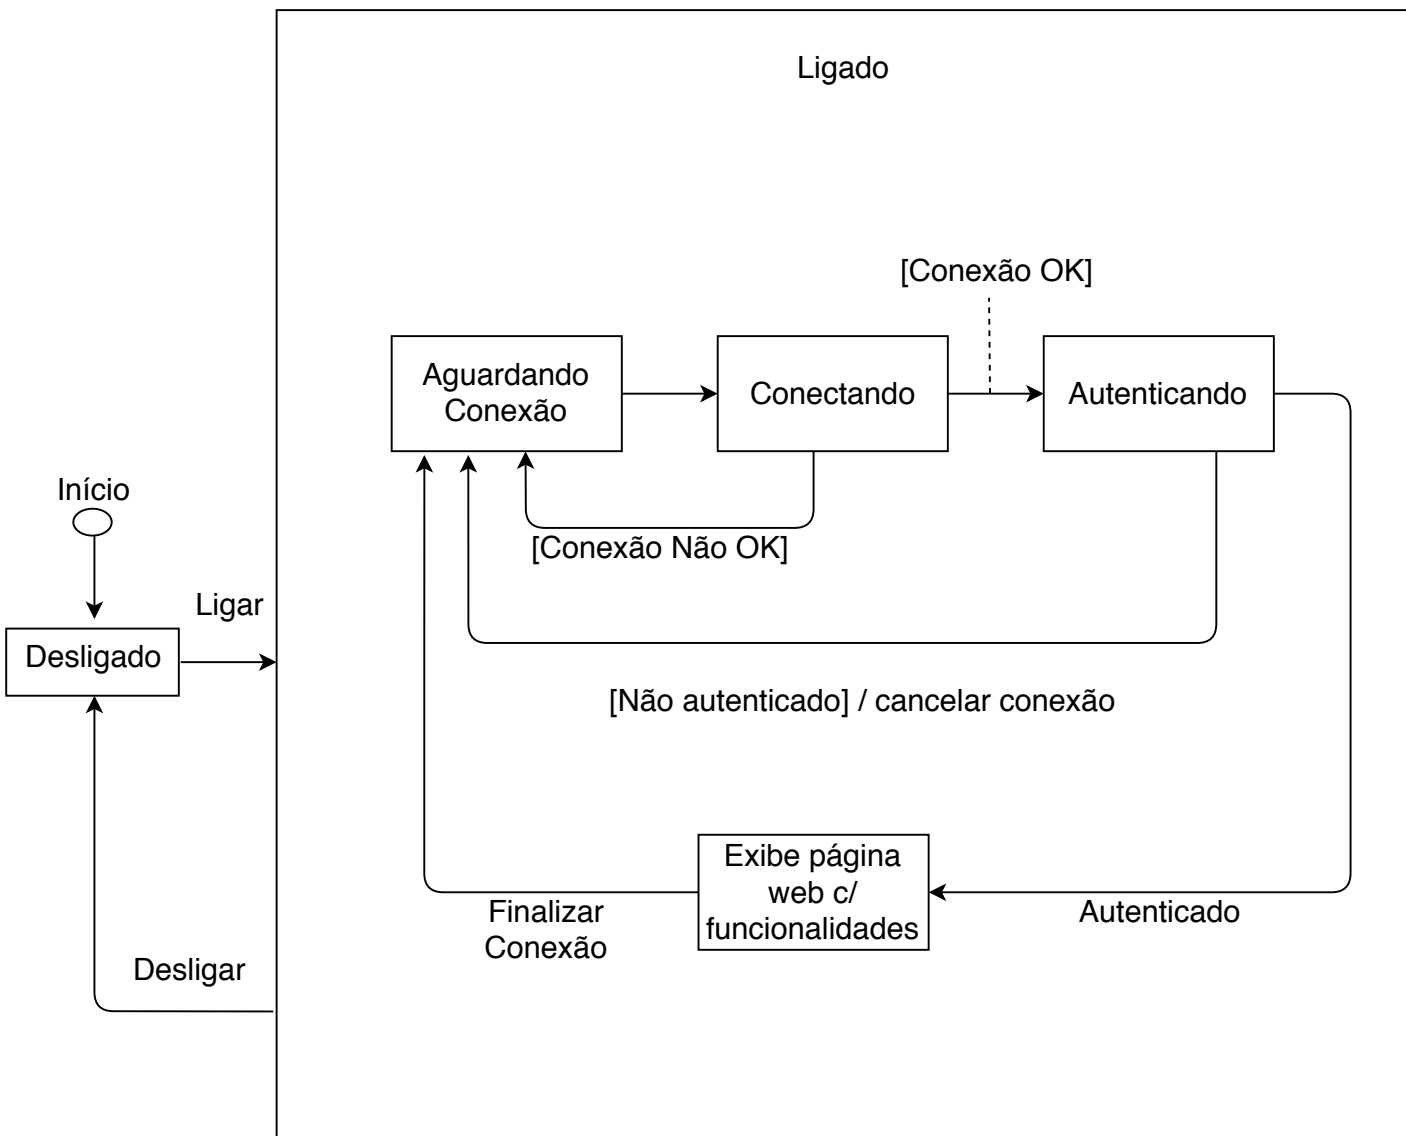 Ligado
[Conexão OK]
Aguardando
Conexão
Conectando
Autenticando
Início
[Conexão Não OK]
Ligar
Desligado
[Não autenticado] / cancelar conexão
Exibe página
web c/
funcionalidades
Finalizar
Conexão
Autenticado
Desligar